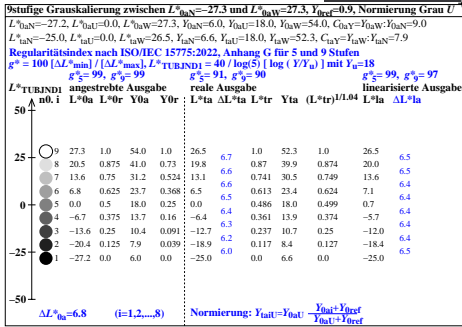 9stufige Grauskalierung zwischen L*0aN=−27.3 und L*0aW=27.3, Y0ref=0.9, Normierung Grau U
L*0aN=−27.2, L*0aU=0.0, L*0aW=27.3, Y0aN=6.0, Y0aU=18.0, Y0aW=54.0, C0aY=Y0aW:Y0aN=9.0
L*taN=−25.0, L*taU=0.0, L*taW=26.5, YtaN=6.6, YtaU=18.0, YtaW=52.3, CtaY=YtaW:YtaN=7.9
Regularitätsindex nach ISO/IEC 15775:2022, Anhang G für 5 und 9 Stufen
g* = 100 [ΔL*min] / [ΔL*max], L*TUBJND1 = 40 / log(5) [ log ( Y/Yu) ] mit Yu=18
g*5= 99, g*9= 99 g*5= 91, g*9= 90 g*5= 99, g*9= 97
L*TUBJND1 angestrebte Ausgabe reale Ausgabe linearisierte Ausgabe
n0. i L*0a L*0r Y0a Y0r L*ta ΔL*ta L*tr Yta (L*tr)1/1.04 L*la ΔL*la
50
9 27.3 1.0 54.0 1.0 26.5 1.0 52.3 1.0 26.5
6.7 6.5
8 20.5 0.875 41.0 0.73 19.8 0.87 39.9 0.874 20.0
25
6.6 6.5
7 13.6 0.75 31.2 0.524 13.1 0.741 30.5 0.749 13.6
6.6 6.4
6 6.8 0.625 23.7 0.368 6.5 0.613 23.4 0.624 7.1
6.5 6.5
0
5 0.0 0.5 18.0 0.25 0.0 0.486 18.0 0.499 0.7
6.4 6.4
4 −6.7 0.375 13.7 0.16 −6.4 0.361 13.9 0.374 −5.7
6.3 6.4
3 −13.6 0.25 10.4 0.091 −12.7 0.237 10.7 0.25 −12.0
6.2 6.4
2 −20.4 0.125 7.9 0.039 −18.9 0.117 8.4 0.127 −18.4
−25
6.0 6.5
1 −27.2 0.0 6.0 0.0 −25.0 0.0 6.6 0.0 −25.0
−50
ΔL*0a=6.8 (i=1,2,...,8) Normierung: YtaiU=Y0aU (Y0ai+Y0ref)/(Y0aU+Y0ref)